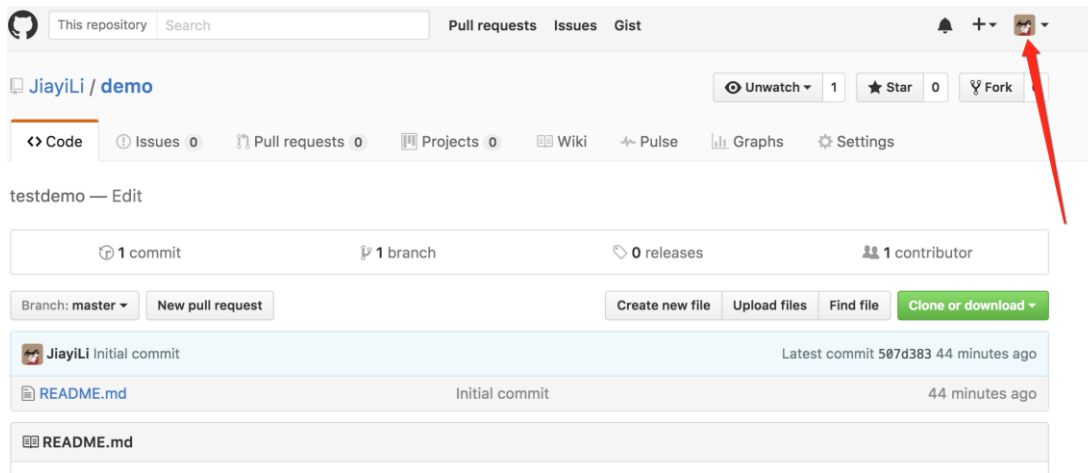 This repository Search Pull requests Issues Gist
JiayiLi / demo Unwatch 1 Star 0 Fork
Code Issues 0 Pull requests 0 Projects 0 Wiki Pulse Graphs Settings
testdemo — Edit
1 commit 1 branch 0 releases 1 contributor
Branch: master New pull request Create new file Upload files Find file Clone or download
JiayiLi Initial commit Latest commit 507d383 44 minutes ago
README.md Initial commit 44 minutes ago
README.md